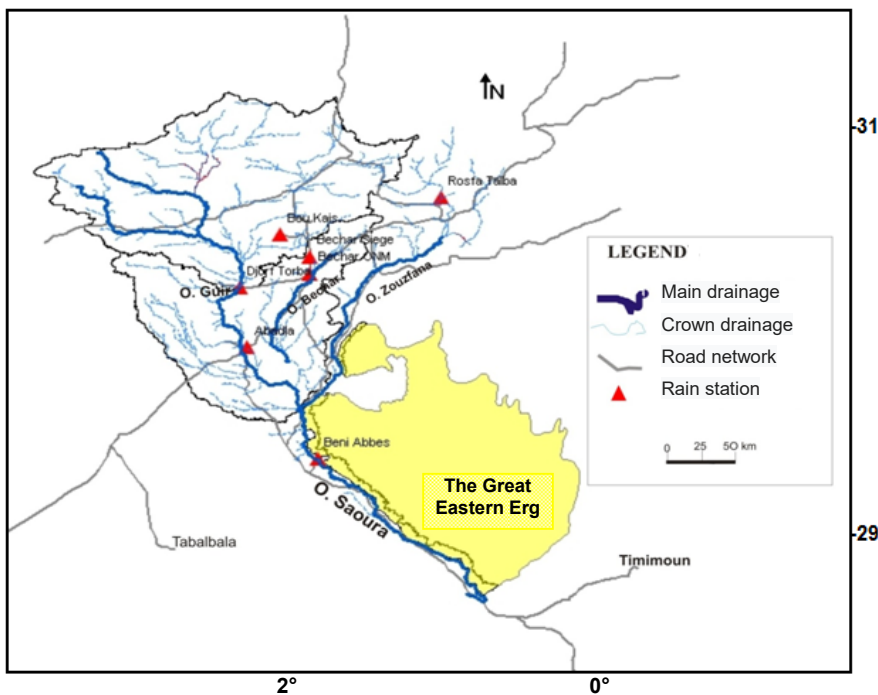 N
31
Rosfa Taiba
Bou Kais
Bechar Siege
Bechar ONM
Djorf Torba
O. Guir
O. Bechar
O. Zouzfana
Abadla
LEGEND
Main drainage
Crown drainage
Road network
Rain station
0 25 50 km
Beni Abbes
The Great
Eastern Erg
O. Saoura
Tabalbala
Timimoun
29
2°
0°